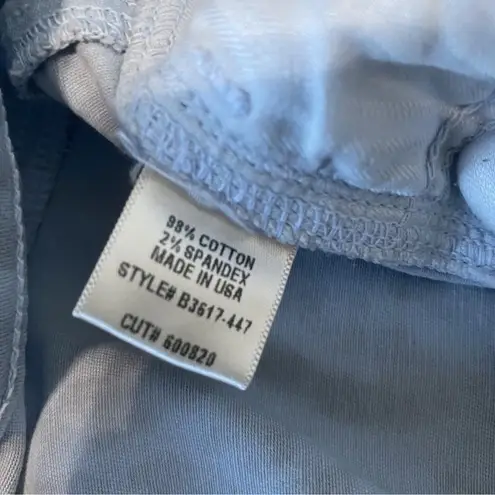 98% COTTON
2% SPANDEX
MADE IN USA
STYLE# B3617-447
CUT# 600820